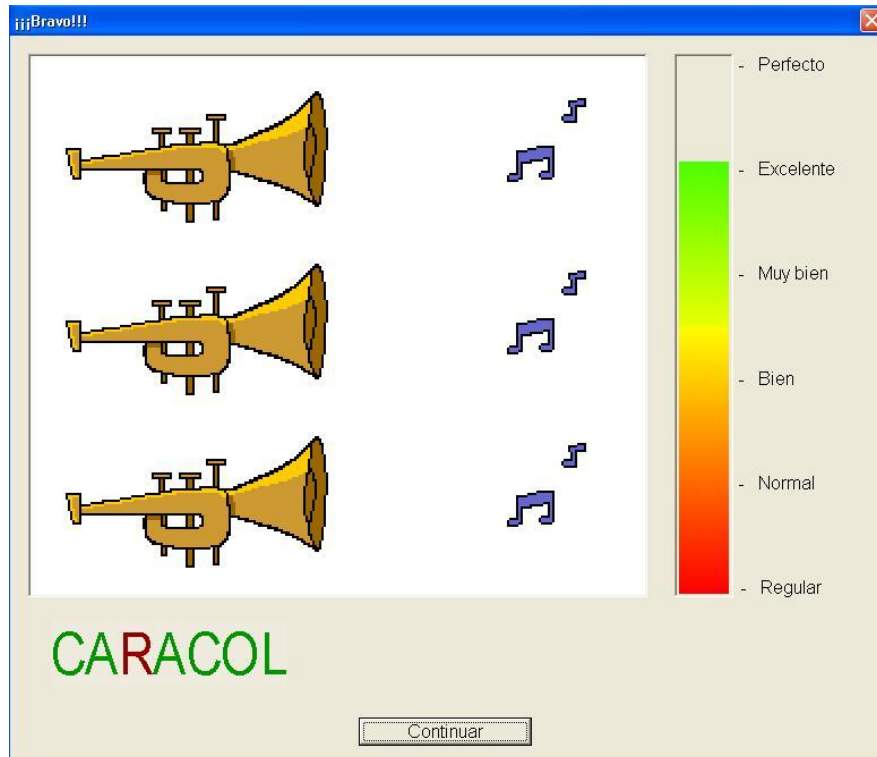 ¡¡¡Bravo!!!
- Perfecto
- Excelente
- Muy bien
- Bien
- Normal
- Regular
CARACOL
Continuar